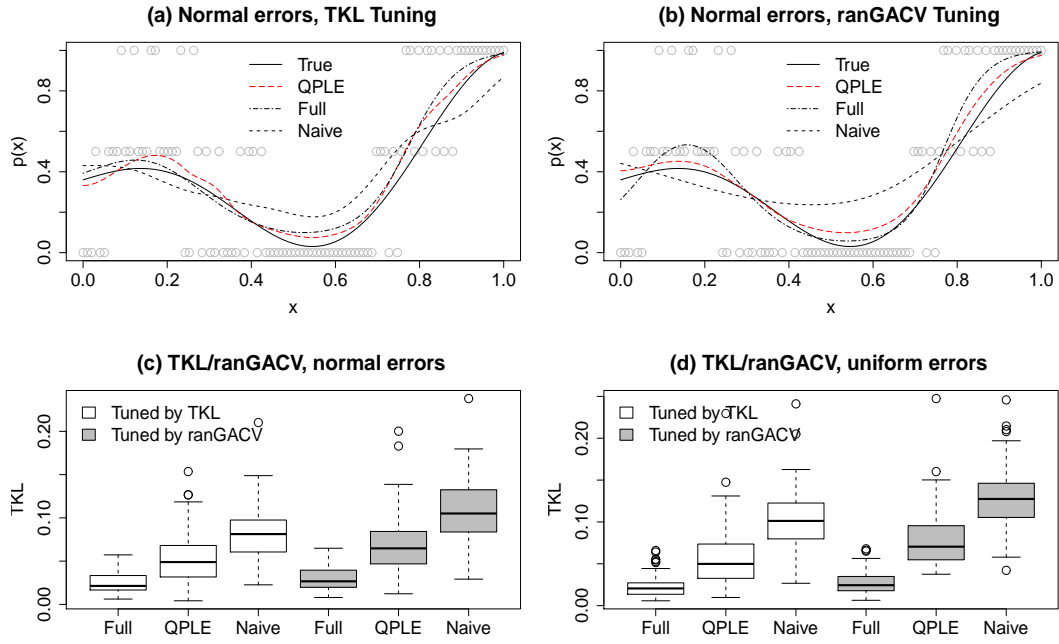 (a) Normal errors, TKL Tuning
p(x)
0.0 0.4 0.8
True
QPLE
Full
Naive
0.0 0.2 0.4 0.6 0.8 1.0
x
(b) Normal errors, ranGACV Tuning
p(x)
0.0 0.4 0.8
True
QPLE
Full
Naive
0.0 0.2 0.4 0.6 0.8 1.0
x
(c) TKL/ranGACV, normal errors
TKL
0.00 0.10 0.20
Tuned by TKL
Tuned by ranGACV
Full QPLE Naive Full QPLE Naive
(d) TKL/ranGACV, uniform errors
TKL
0.00 0.10 0.20
Tuned by TKL
Tuned by ranGACV
Full QPLE Naive Full QPLE Naive